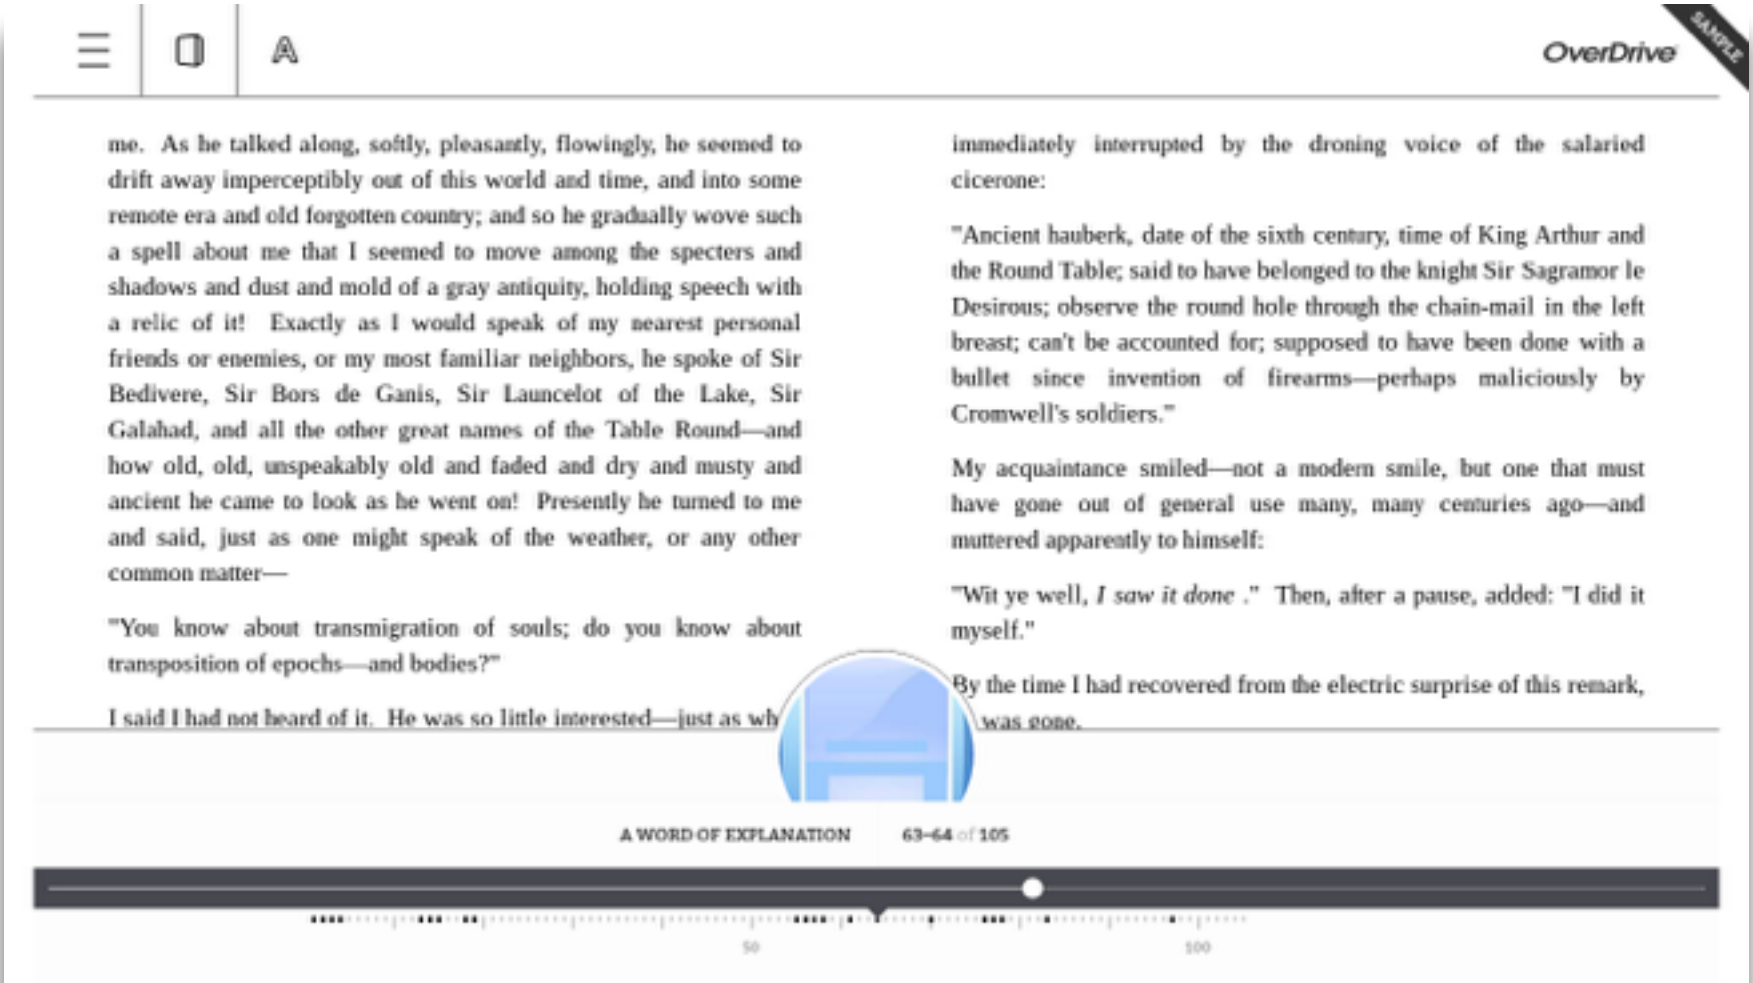 A
OverDrive
SAMPLE
me. As he talked along, softly, pleasantly, flowingly, he seemed to
drift away imperceptibly out of this world and time, and into some
remote era and old forgotten country; and so he gradually wove such
a spell about me that I seemed to move among the specters and
shadows and dust and mold of a gray antiquity, holding speech with
a relic of it! Exactly as I would speak of my nearest personal
friends or enemies, or my most familiar neighbors, he spoke of Sir
Bedivere, Sir Bors de Ganis, Sir Launcelot of the Lake, Sir
Galahad, and all the other great names of the Table Round—and
how old, old, unspeakably old and faded and dry and musty and
ancient he came to look as he went on! Presently he turned to me
and said, just as one might speak of the weather, or any other
common matter—
"You know about transmigration of souls; do you know about
transposition of epochs—and bodies?"
I said I had not heard of it. He was so little interested—just as wh
immediately interrupted by the droning voice of the salaried
cicerone:
"Ancient hauberk, date of the sixth century, time of King Arthur and
the Round Table; said to have belonged to the knight Sir Sagramor le
Desirous; observe the round hole through the chain-mail in the left
breast; can't be accounted for; supposed to have been done with a
bullet since invention of firearms—perhaps maliciously by
Cromwell's soldiers."
My acquaintance smiled—not a modern smile, but one that must
have gone out of general use many, many centuries ago—and
muttered apparently to himself:
"Wit ye well, I saw it done ." Then, after a pause, added: "I did it
myself."
By the time I had recovered from the electric surprise of this remark,
was gone.
A WORD OF EXPLANATION 63–64 of 105
50 100